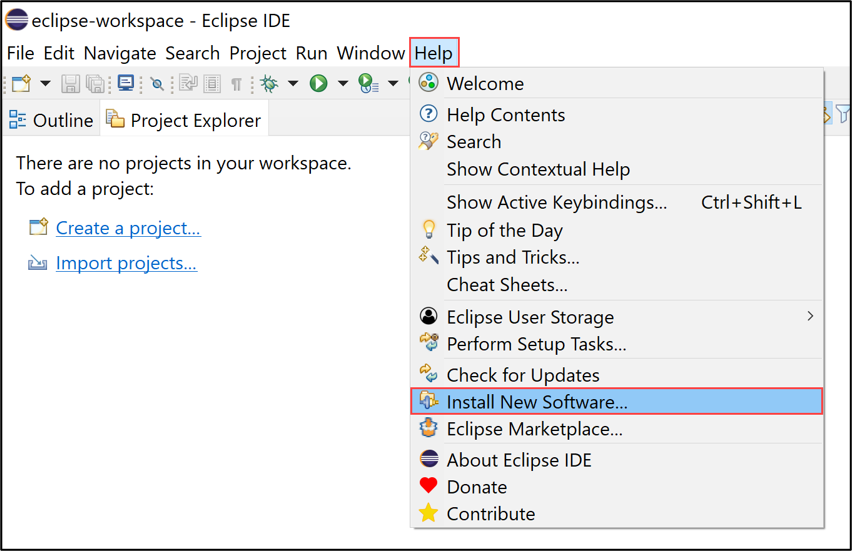 eclipse-workspace - Eclipse IDE
File Edit Navigate Search Project Run Window Help
Outline Project Explorer
There are no projects in your workspace.
To add a project:
Create a project...
Import projects...
Welcome
Help Contents
Search
Show Contextual Help
Show Active Keybindings... Ctrl+Shift+L
Tip of the Day
Tips and Tricks...
Cheat Sheets...
Eclipse User Storage
Perform Setup Tasks...
Check for Updates
Install New Software...
Eclipse Marketplace...
About Eclipse IDE
Donate
Contribute